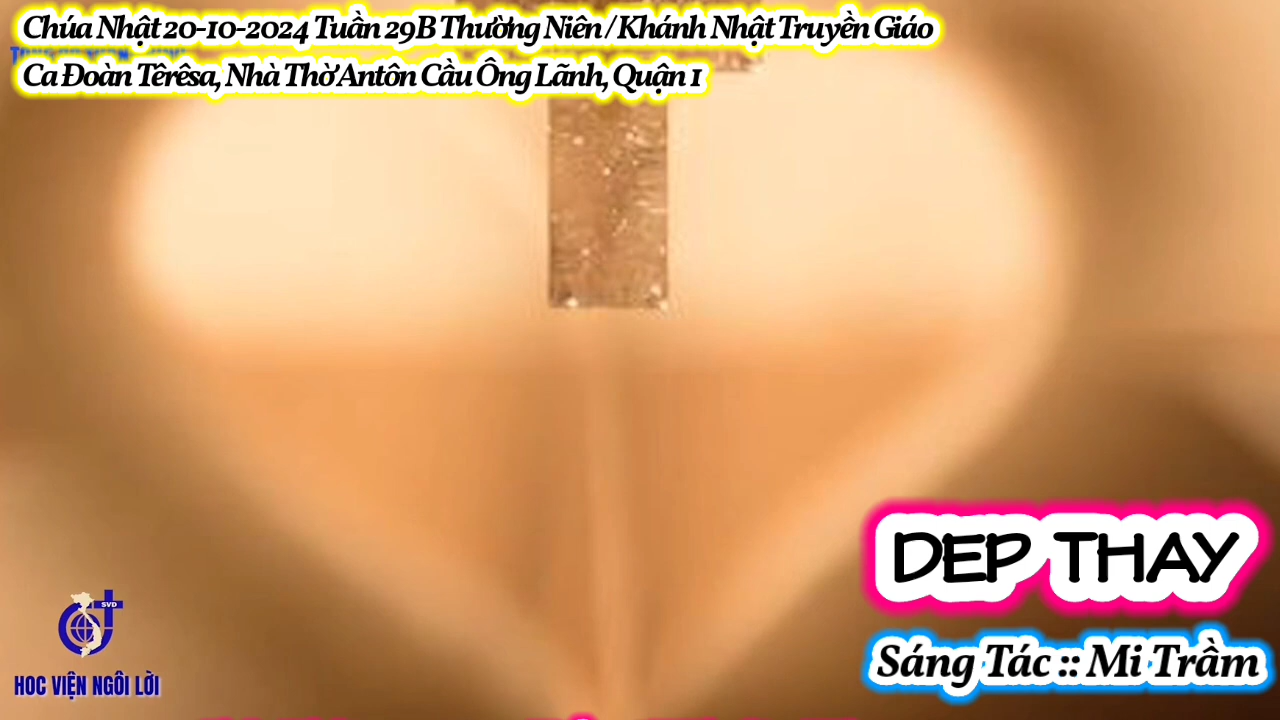 Chúa Nhật 20-10-2024 Tuần 29B Thường Niên / Khánh Nhật Truyền Giáo
Ca Đoàn Têrêsa, Nhà Thờ Antôn Cầu Ông Lãnh, Quận 1
DEP THAY
Sáng Tác :: Mi Trầm
SVD
HOC VIỆN NGÔI LỜI